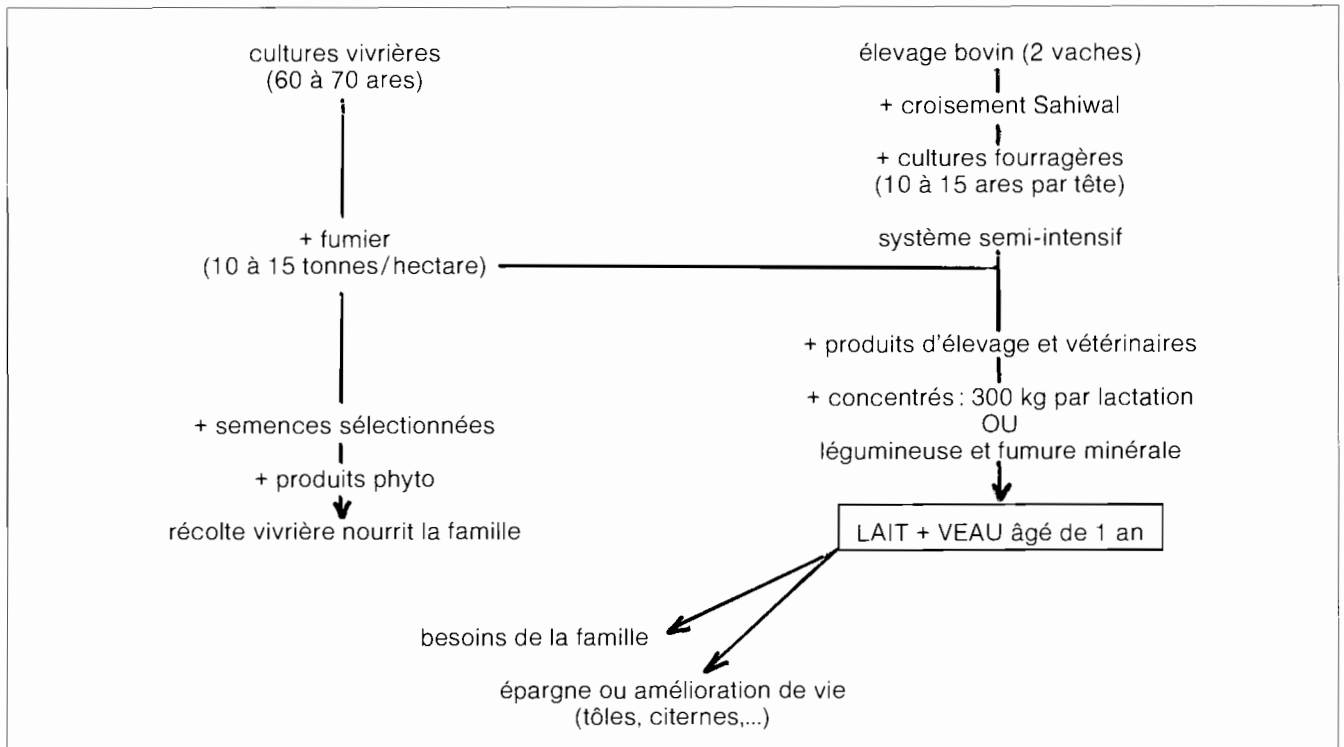 cultures vivrières
(60 à 70 ares)
+ fumier
(10 à 15 tonnes/hectare)
+ semences sélectionnées
+ produits phyto
récolte vivrière nourrit la famille
élevage bovin (2 vaches)
+ croisement Sahiwal
+ cultures fourragères
(10 à 15 ares par tête)
système semi-intensif
+ produits d'élevage et vétérinaires
+ concentrés : 300 kg par lactation
OU
légumineuse et fumure minérale
LAIT + VEAU âgé de 1 an
besoins de la famille
épargne ou amélioration de vie
(tôles, citernes,...)